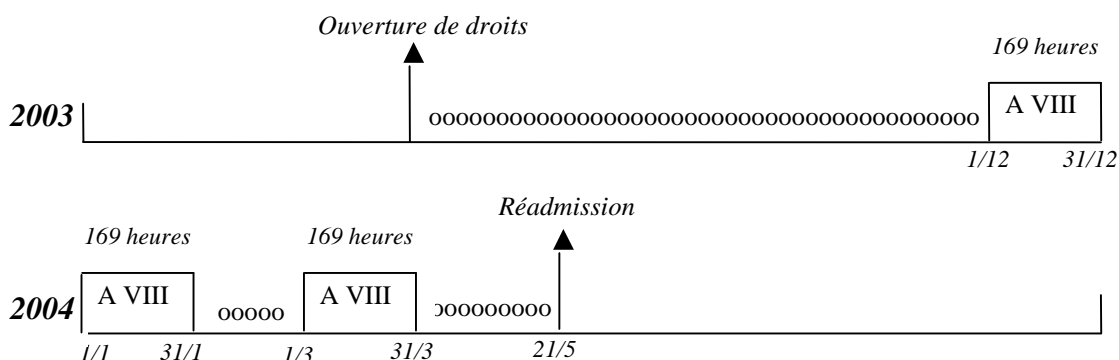 Ouverture de droits
169 heures
2003
ooooooooooooooooooooooooooooooooooooooooo
A VIII
1/12
31/12
Réadmission
169 heures
169 heures
2004
A VIII
ooooo
A VIII
ooooooooo
1/1
31/1
1/3
31/3
21/5